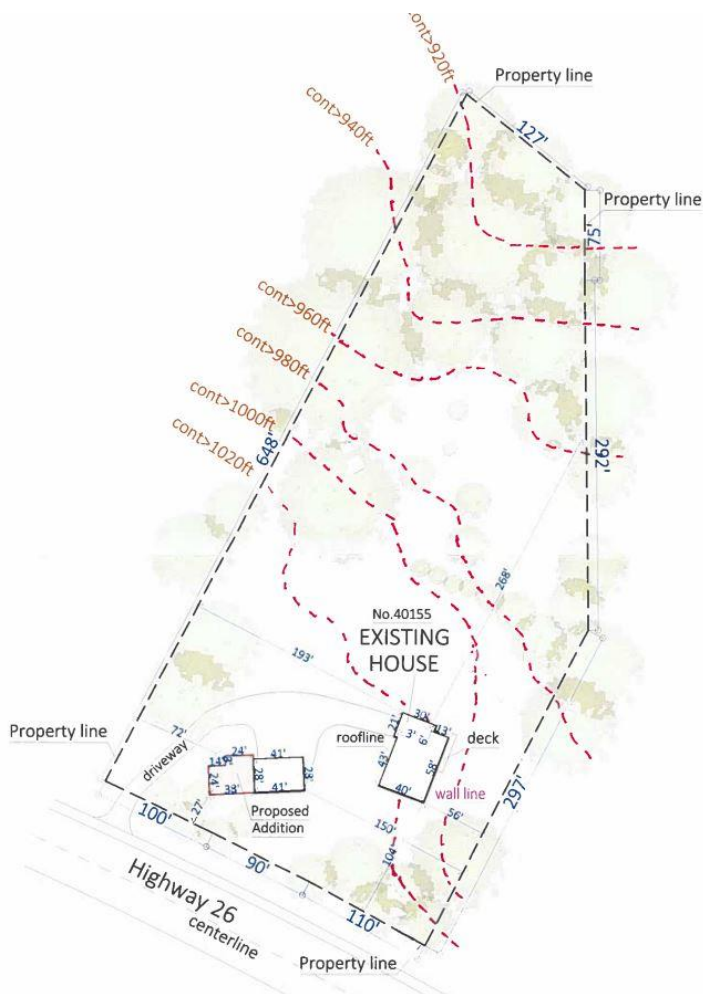 cont>920ft
Property line
cont>940ft
127'
Property line
75'
cont>960ft
cont>980ft
cont>1000ft
648'
cont>1020ft
292'
268'
No.40155
EXISTING
HOUSE
193'
30'
21'
13'
3'
6'
roofline
deck
Property line
72'
driveway
24'
41'
14'
28'
23'
43'
58'
24'
33'
41'
40'
wall line
297'
27'
Proposed
Addition
56'
150'
100'
104'
90'
110'
Highway 26
centerline
Property line